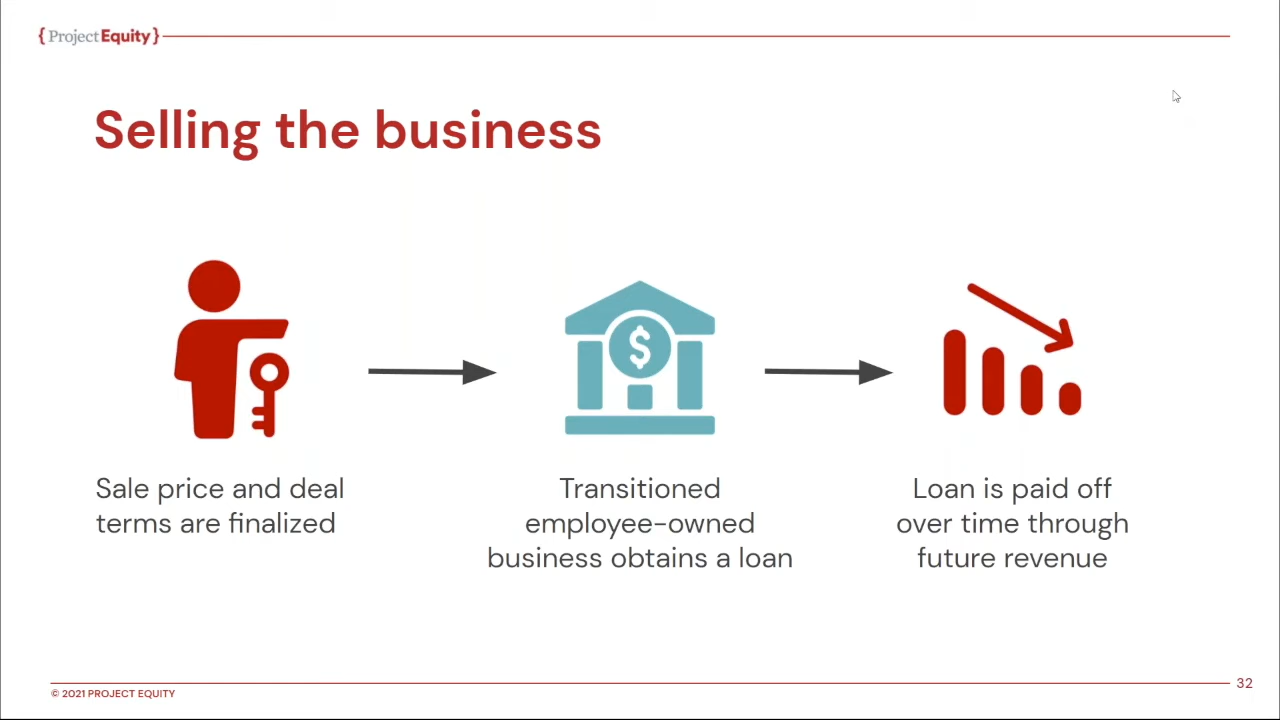 { Project Equity }
Selling the business
$
Sale price and deal
terms are finalized
Transitioned
employee-owned
business obtains a loan
Loan is paid off
over time through
future revenue
© 2021 PROJECT EQUITY
32